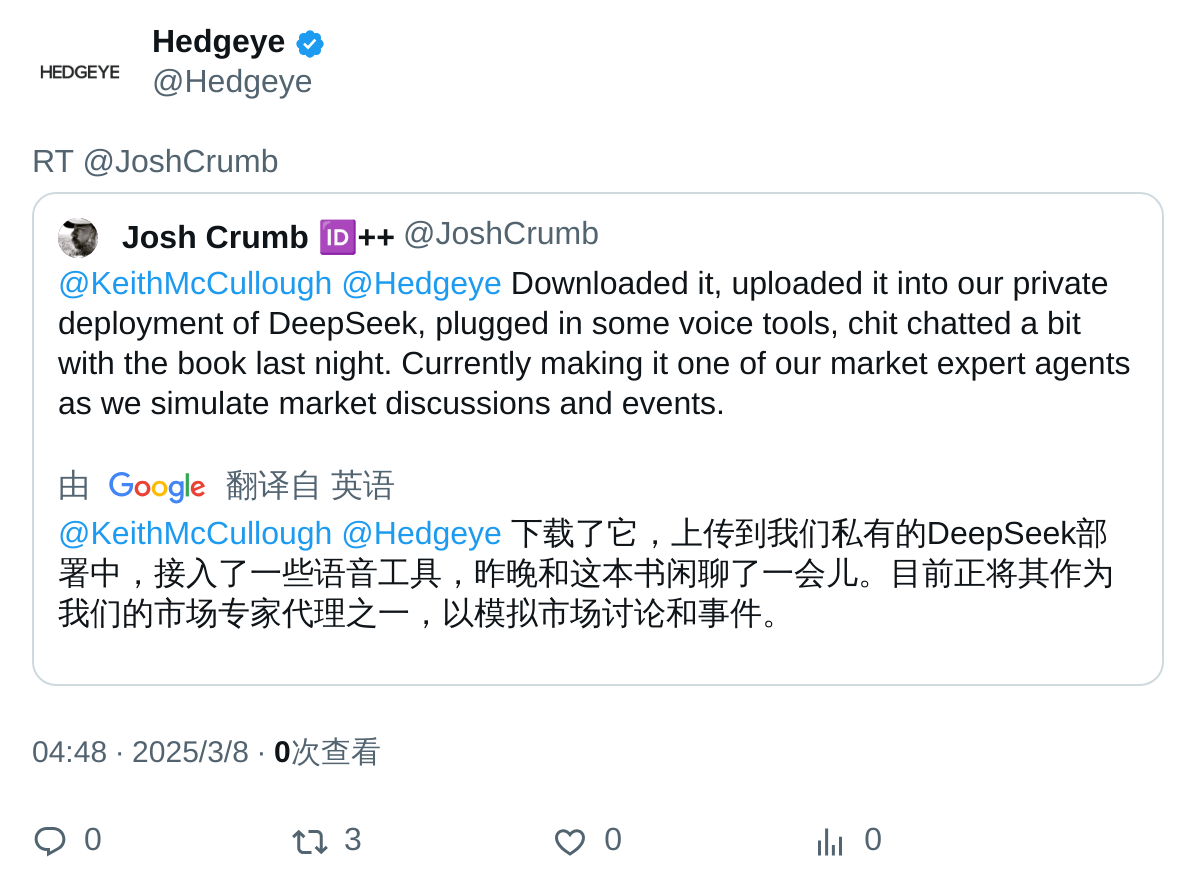 HEDGEYE
Hedgeye
@Hedgeye
RT @JoshCrumb
Josh Crumb 🆔++ @JoshCrumb
@KeithMcCullough @Hedgeye Downloaded it, uploaded it into our private
deployment of DeepSeek, plugged in some voice tools, chit chatted a bit
with the book last night. Currently making it one of our market expert agents
as we simulate market discussions and events.
由 Google 翻译自 英语
@KeithMcCullough @Hedgeye 下载了它，上传到我们私有的DeepSeek部
署中，接入了一些语音工具，昨晚和这本书闲聊了一会儿。目前正将其作为
我们的市场专家代理之一，以模拟市场讨论和事件。
04:48 · 2025/3/8 · 0次查看
0 3 0 0